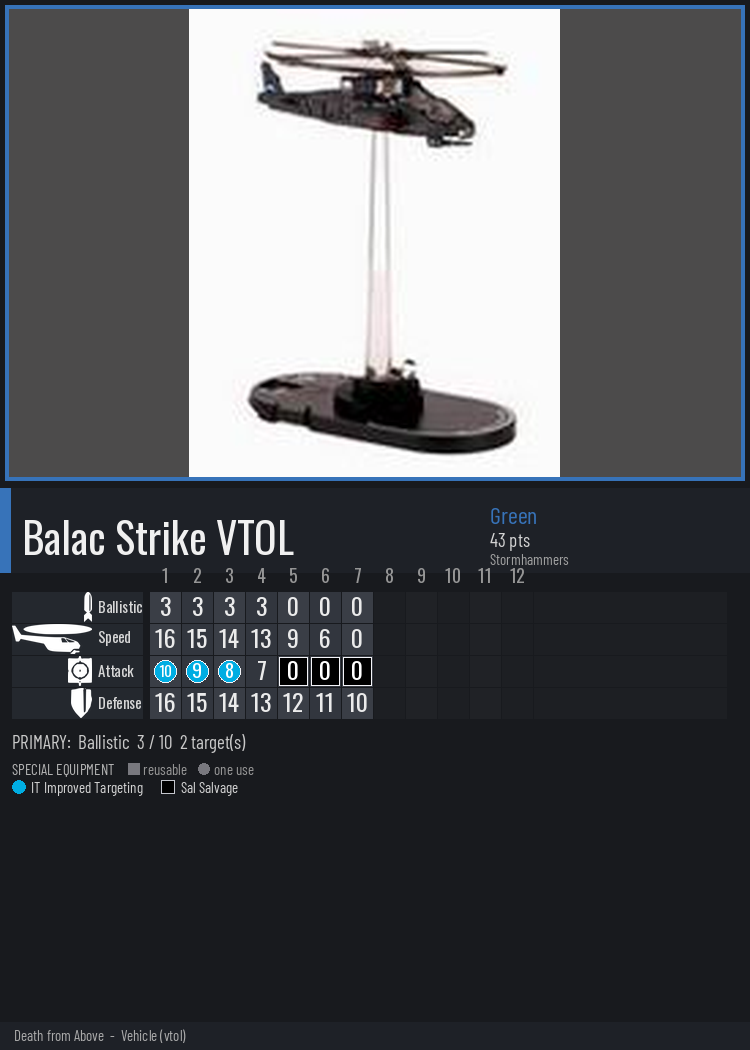 Balac Strike VTOL
Green
43 pts
Stormhammers
1 2 3 4 5 6 7 8 9 10 11 12
Ballistic 3 3 3 3 0 0 0
Speed 16 15 14 13 9 6 0
Attack 10 9 8 7 0 0 0
Defense 16 15 14 13 12 11 10
PRIMARY: Ballistic 3 / 10 2 target(s)
SPECIAL EQUIPMENT reusable one use
IT Improved Targeting Sal Salvage
Death from Above - Vehicle (vtol)